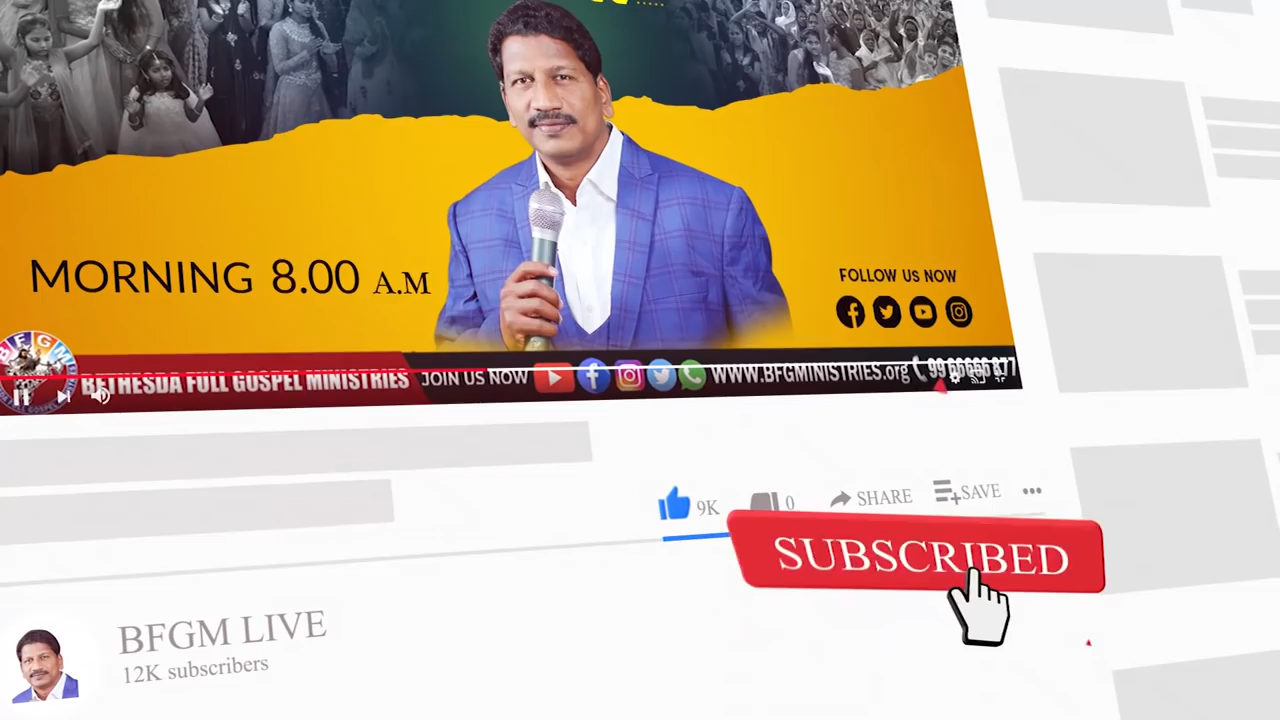 MORNING 8.00 A.M
FOLLOW US NOW
BFGM
BETHESDA FULL GOSPEL MINISTRIES
JOIN US NOW
WWW.BFGMINISTRIES.org
9K
0
SHARE
SAVE
SUBSCRIBED
BFGM LIVE
12K subscribers